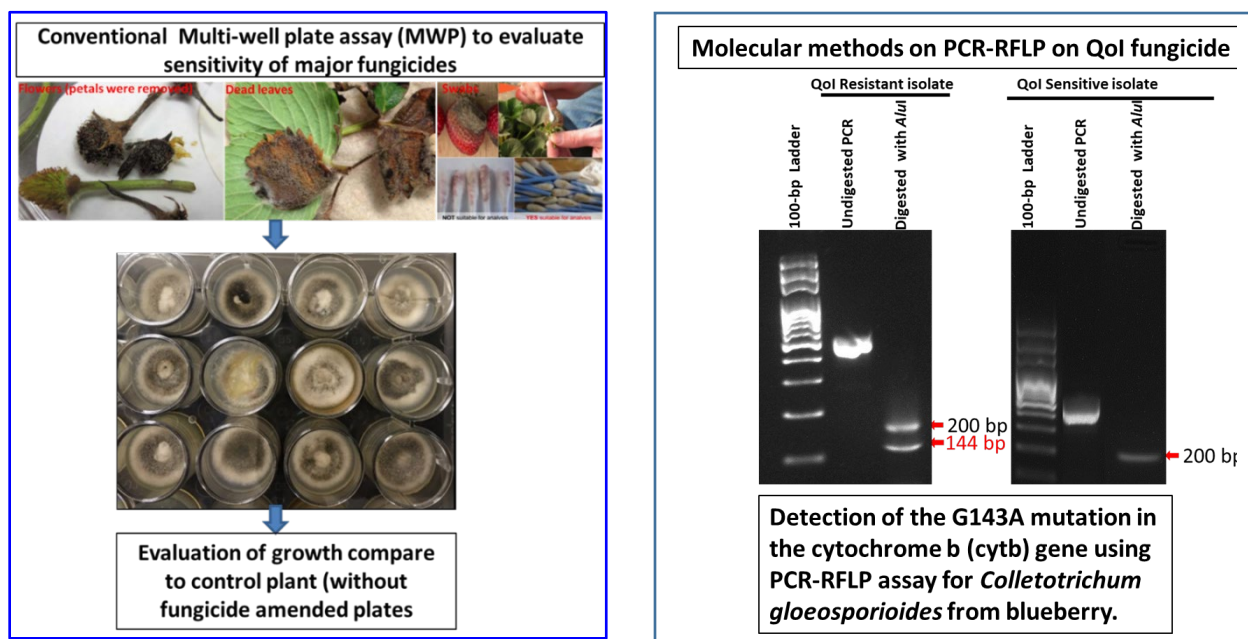 Conventional Multi-well plate assay (MWP) to evaluate
sensitivity of major fungicides
Flowers (petals were removed)
Dead leaves
Swabs
NOT suitable for analysis
YES suitable for analysis
Evaluation of growth compare
to control plant (without
fungicide amended plates
Molecular methods on PCR-RFLP on QoI fungicide
QoI Resistant isolate
QoI Sensitive isolate
100-bp Ladder
Undigested PCR
Digested with AluI
100-bp Ladder
Undigested PCR
Digested with AluI
200 bp
144 bp
200 bp
Detection of the G143A mutation in
the cytochrome b (cytb) gene using
PCR-RFLP assay for Colletotrichum
gloeosporioides from blueberry.